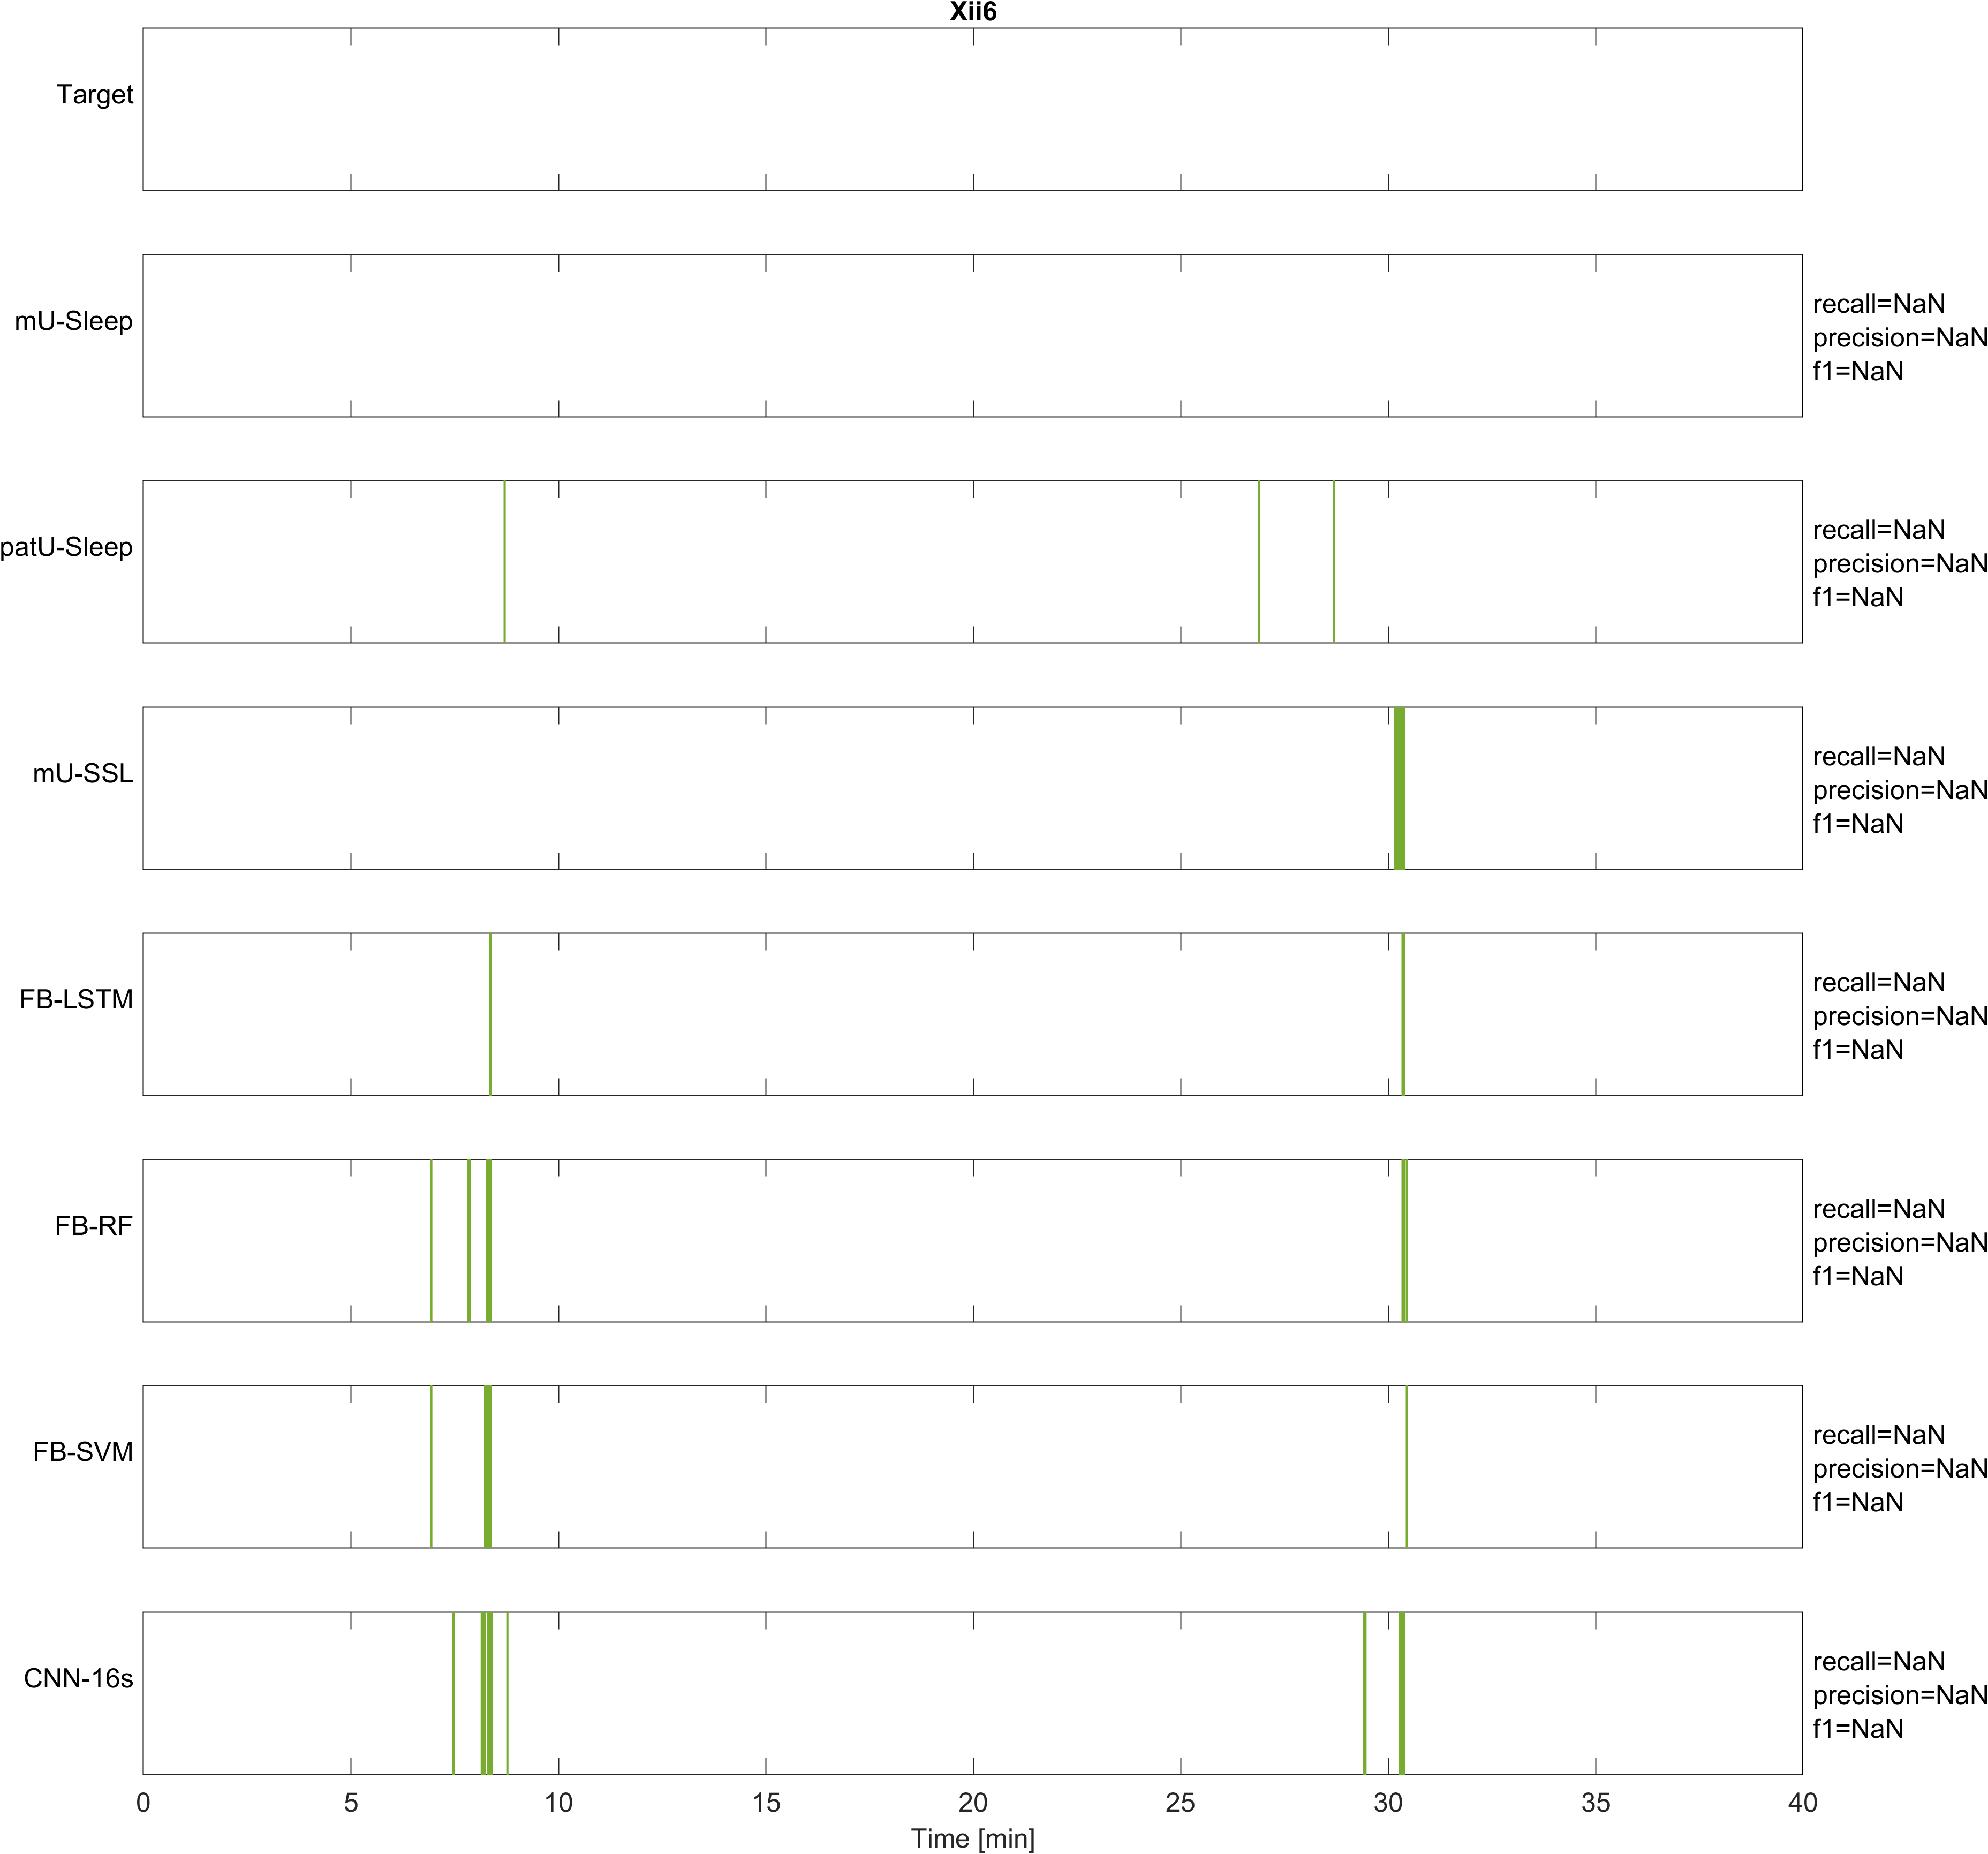 Xii6
Target
mU-Sleep
recall=NaN
precision=NaN
f1=NaN
patU-Sleep
recall=NaN
precision=NaN
f1=NaN
mU-SSL
recall=NaN
precision=NaN
f1=NaN
FB-LSTM
recall=NaN
precision=NaN
f1=NaN
FB-RF
recall=NaN
precision=NaN
f1=NaN
FB-SVM
recall=NaN
precision=NaN
f1=NaN
CNN-16s
recall=NaN
precision=NaN
f1=NaN
0 5 10 15 20 25 30 35 40
Time [min]